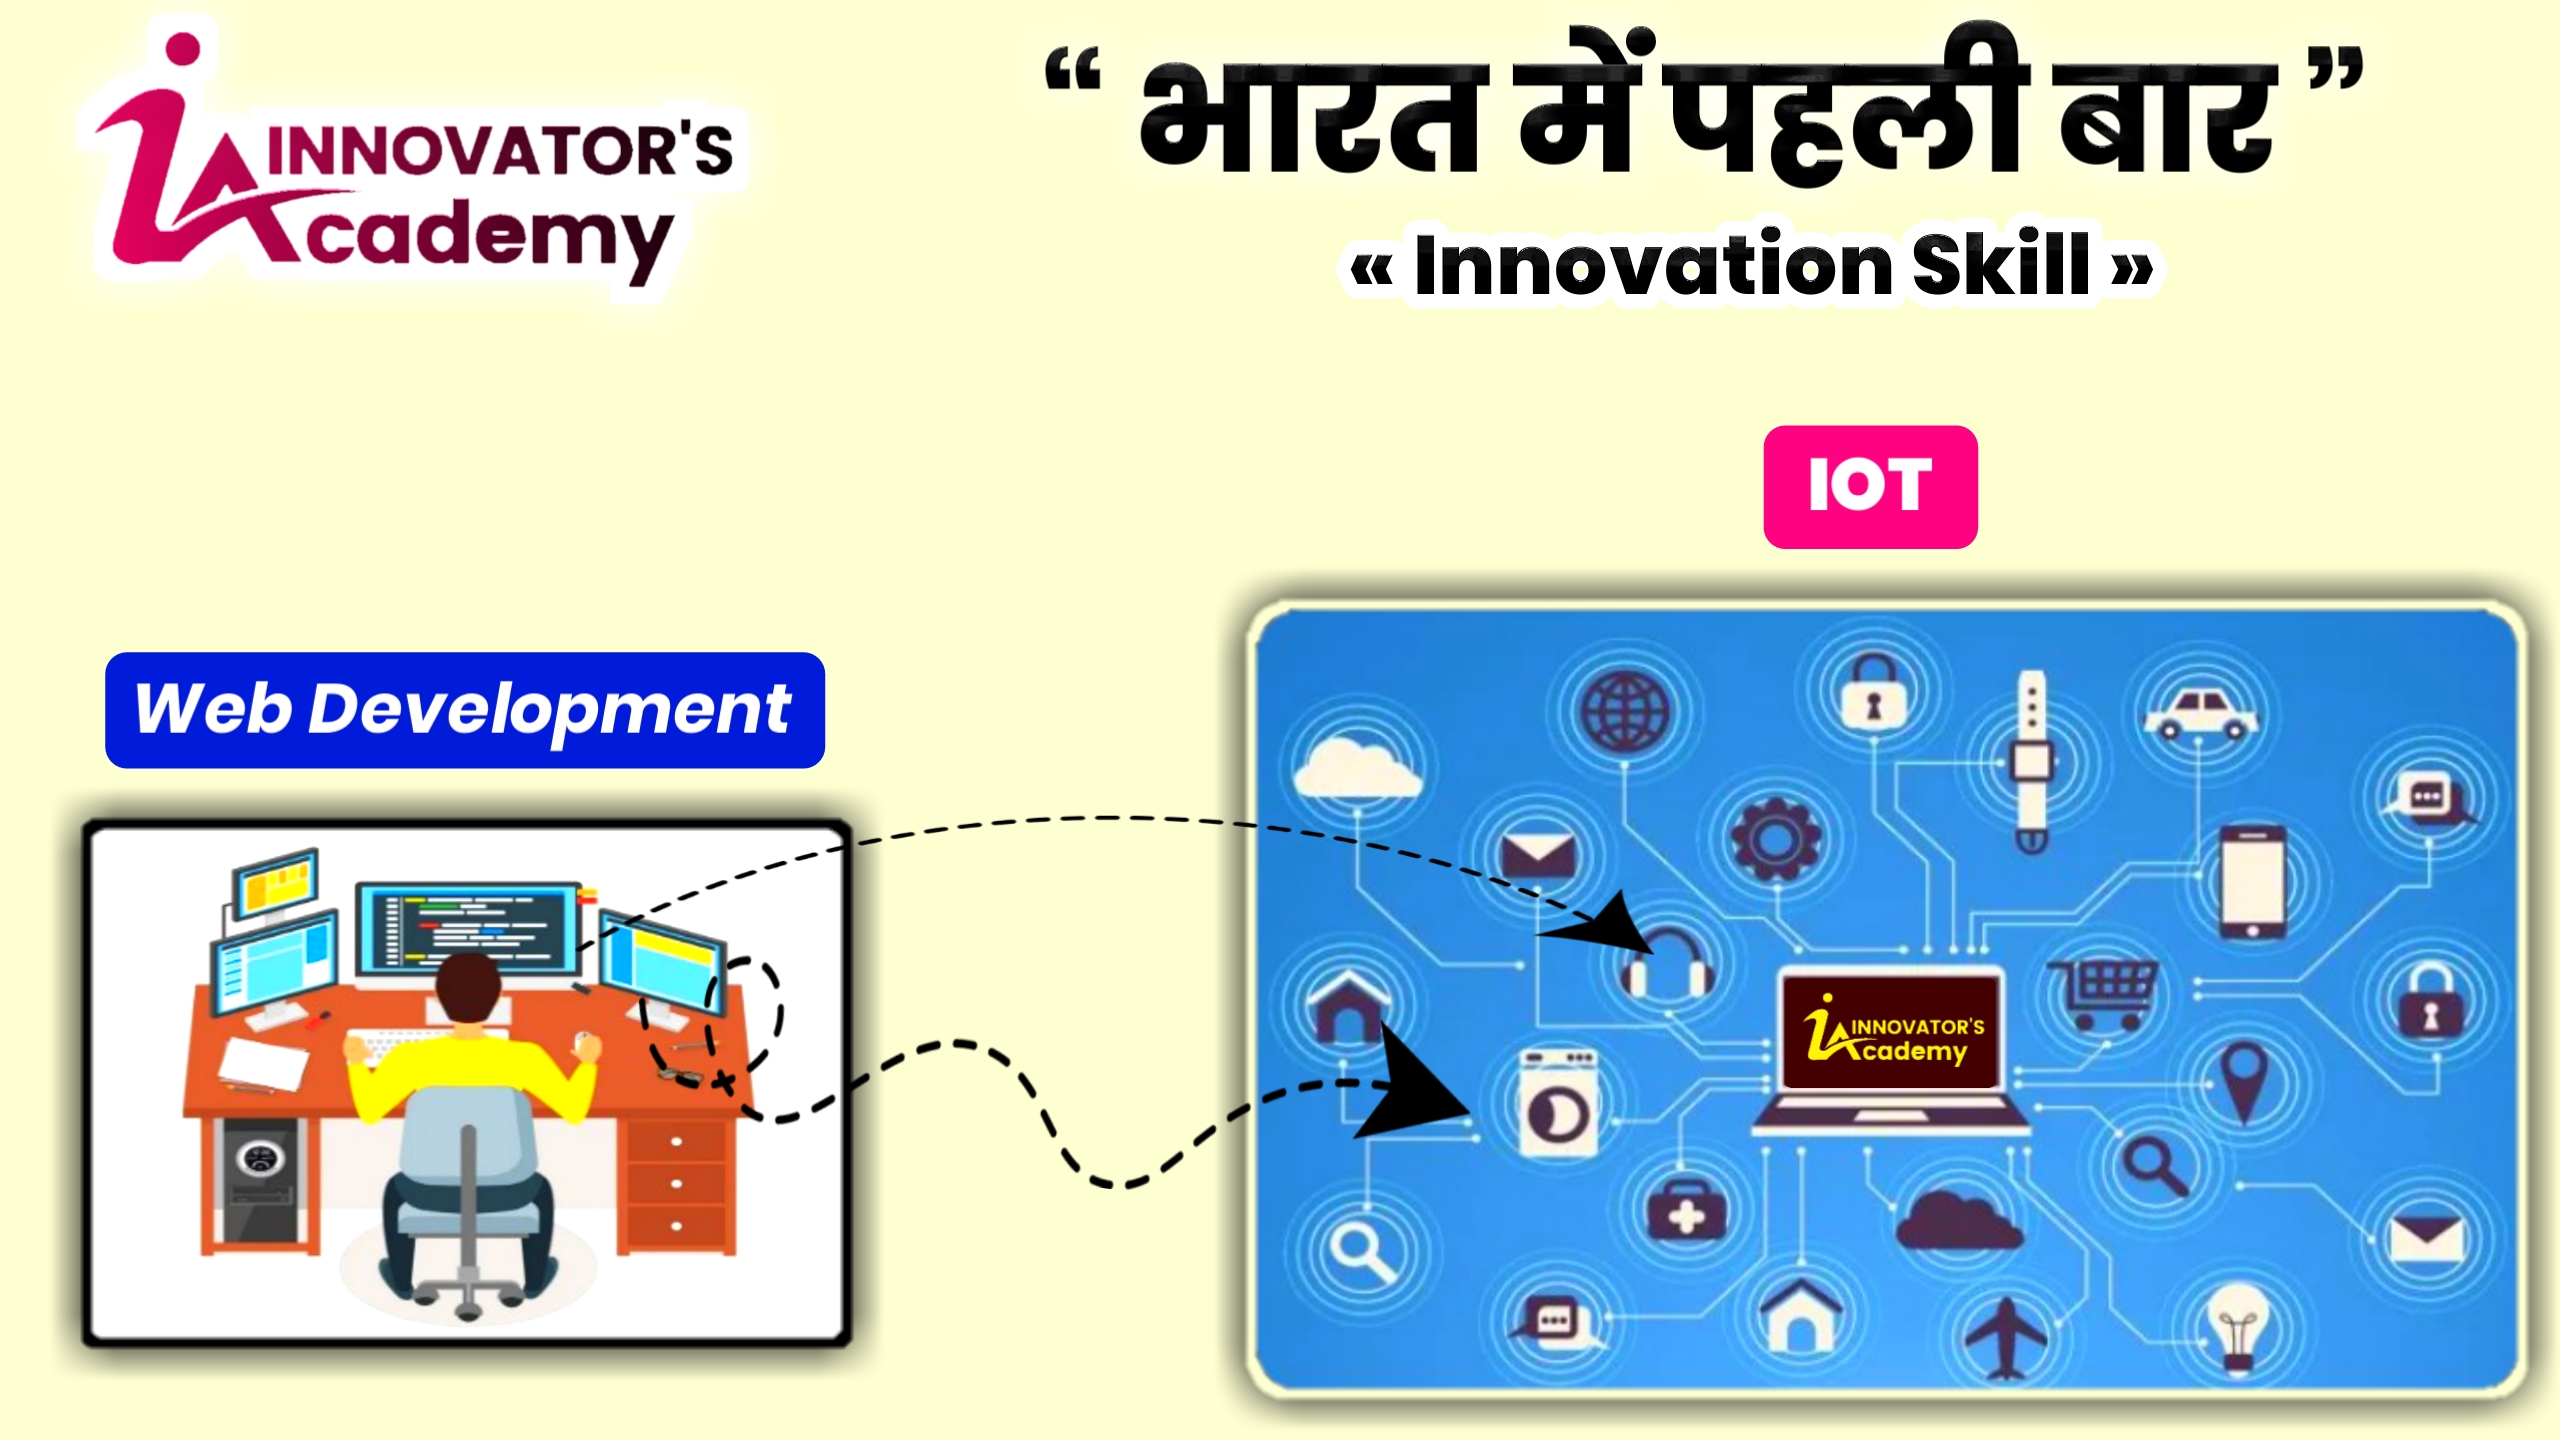 INNOVATOR'S
Academy
“ भारत में पहली बार ”
« Innovation Skill »
IOT
Web Development
INNOVATOR'S
Academy